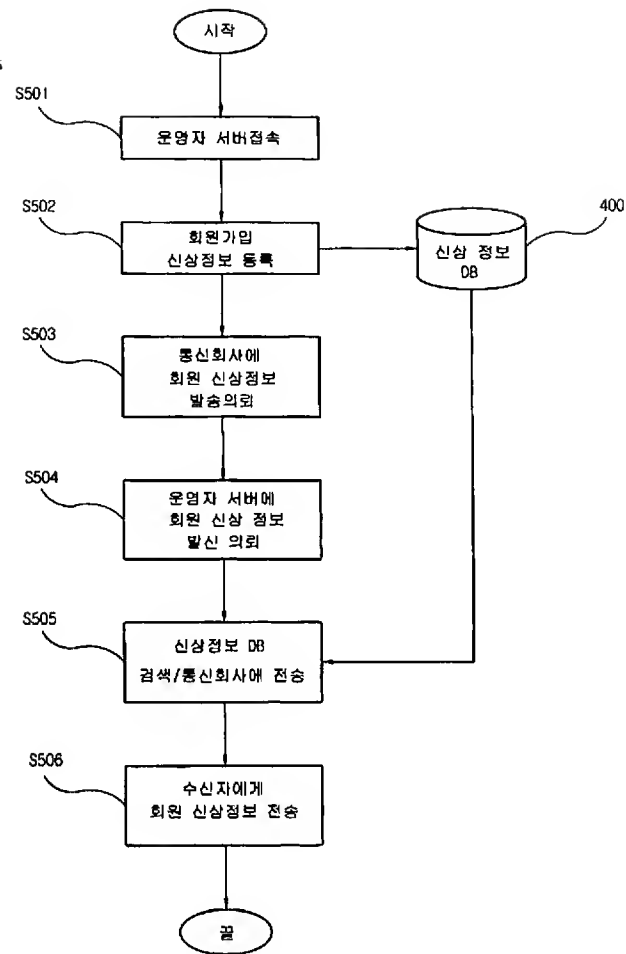 시작
S501
운영자 서버접속
S502
회원가입
신상정보 등록
400
신상 정보
DB
S503
통신회사에
회원 신상정보
발송의뢰
S504
운영자 서버에
회원 신상 정보
발신 의뢰
S505
신상정보 DB
검색/통신회사에 전송
S506
수신자에게
회원 신상정보 전송
끝